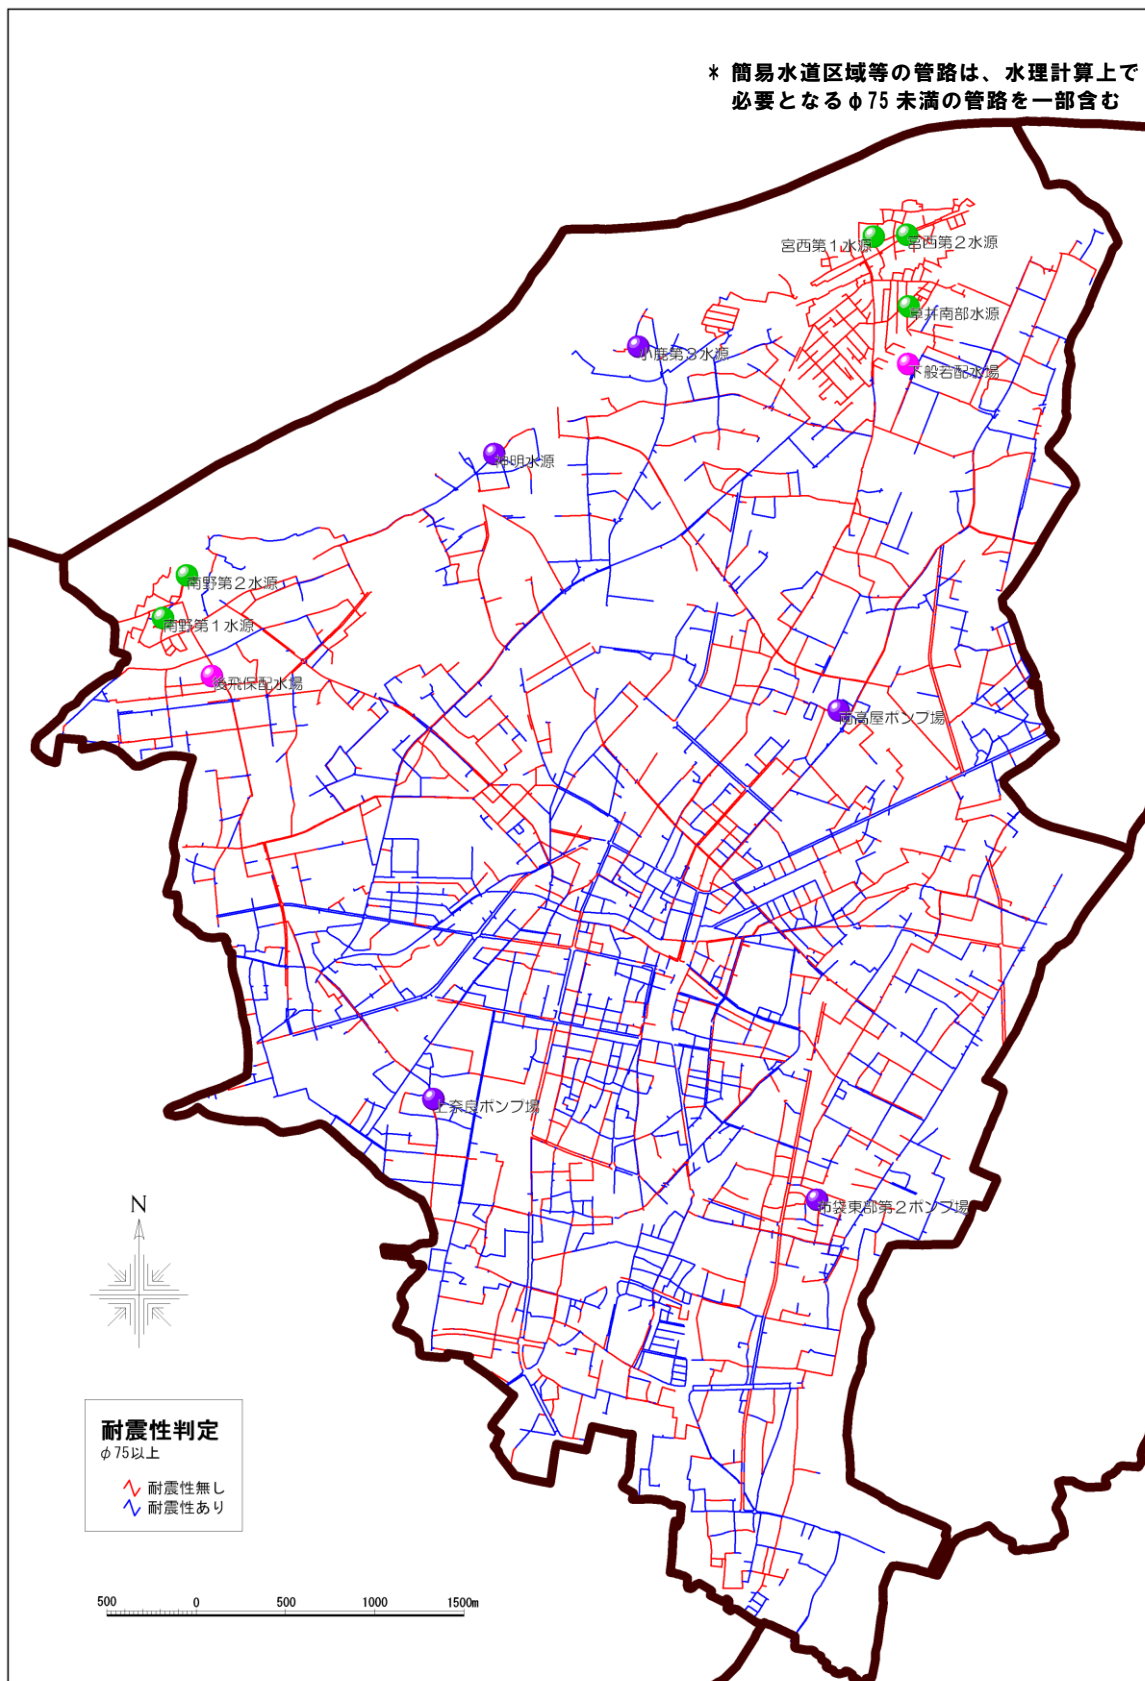 * 簡易水道区域等の管路は、水理計算上で
必要となるφ75未満の管路を一部含む
宮西第1水源
宮西第2水源
草井南部水源
小鹿第3水源
下般若配水場
神明水源
南野第2水源
南野第1水源
後飛保配水場
南高屋ポンプ場
上奈良ポンプ場
布袋東部第2ポンプ場
N
耐震性判定
φ75以上
耐震性無し
耐震性あり
500 0 500 1000 1500m